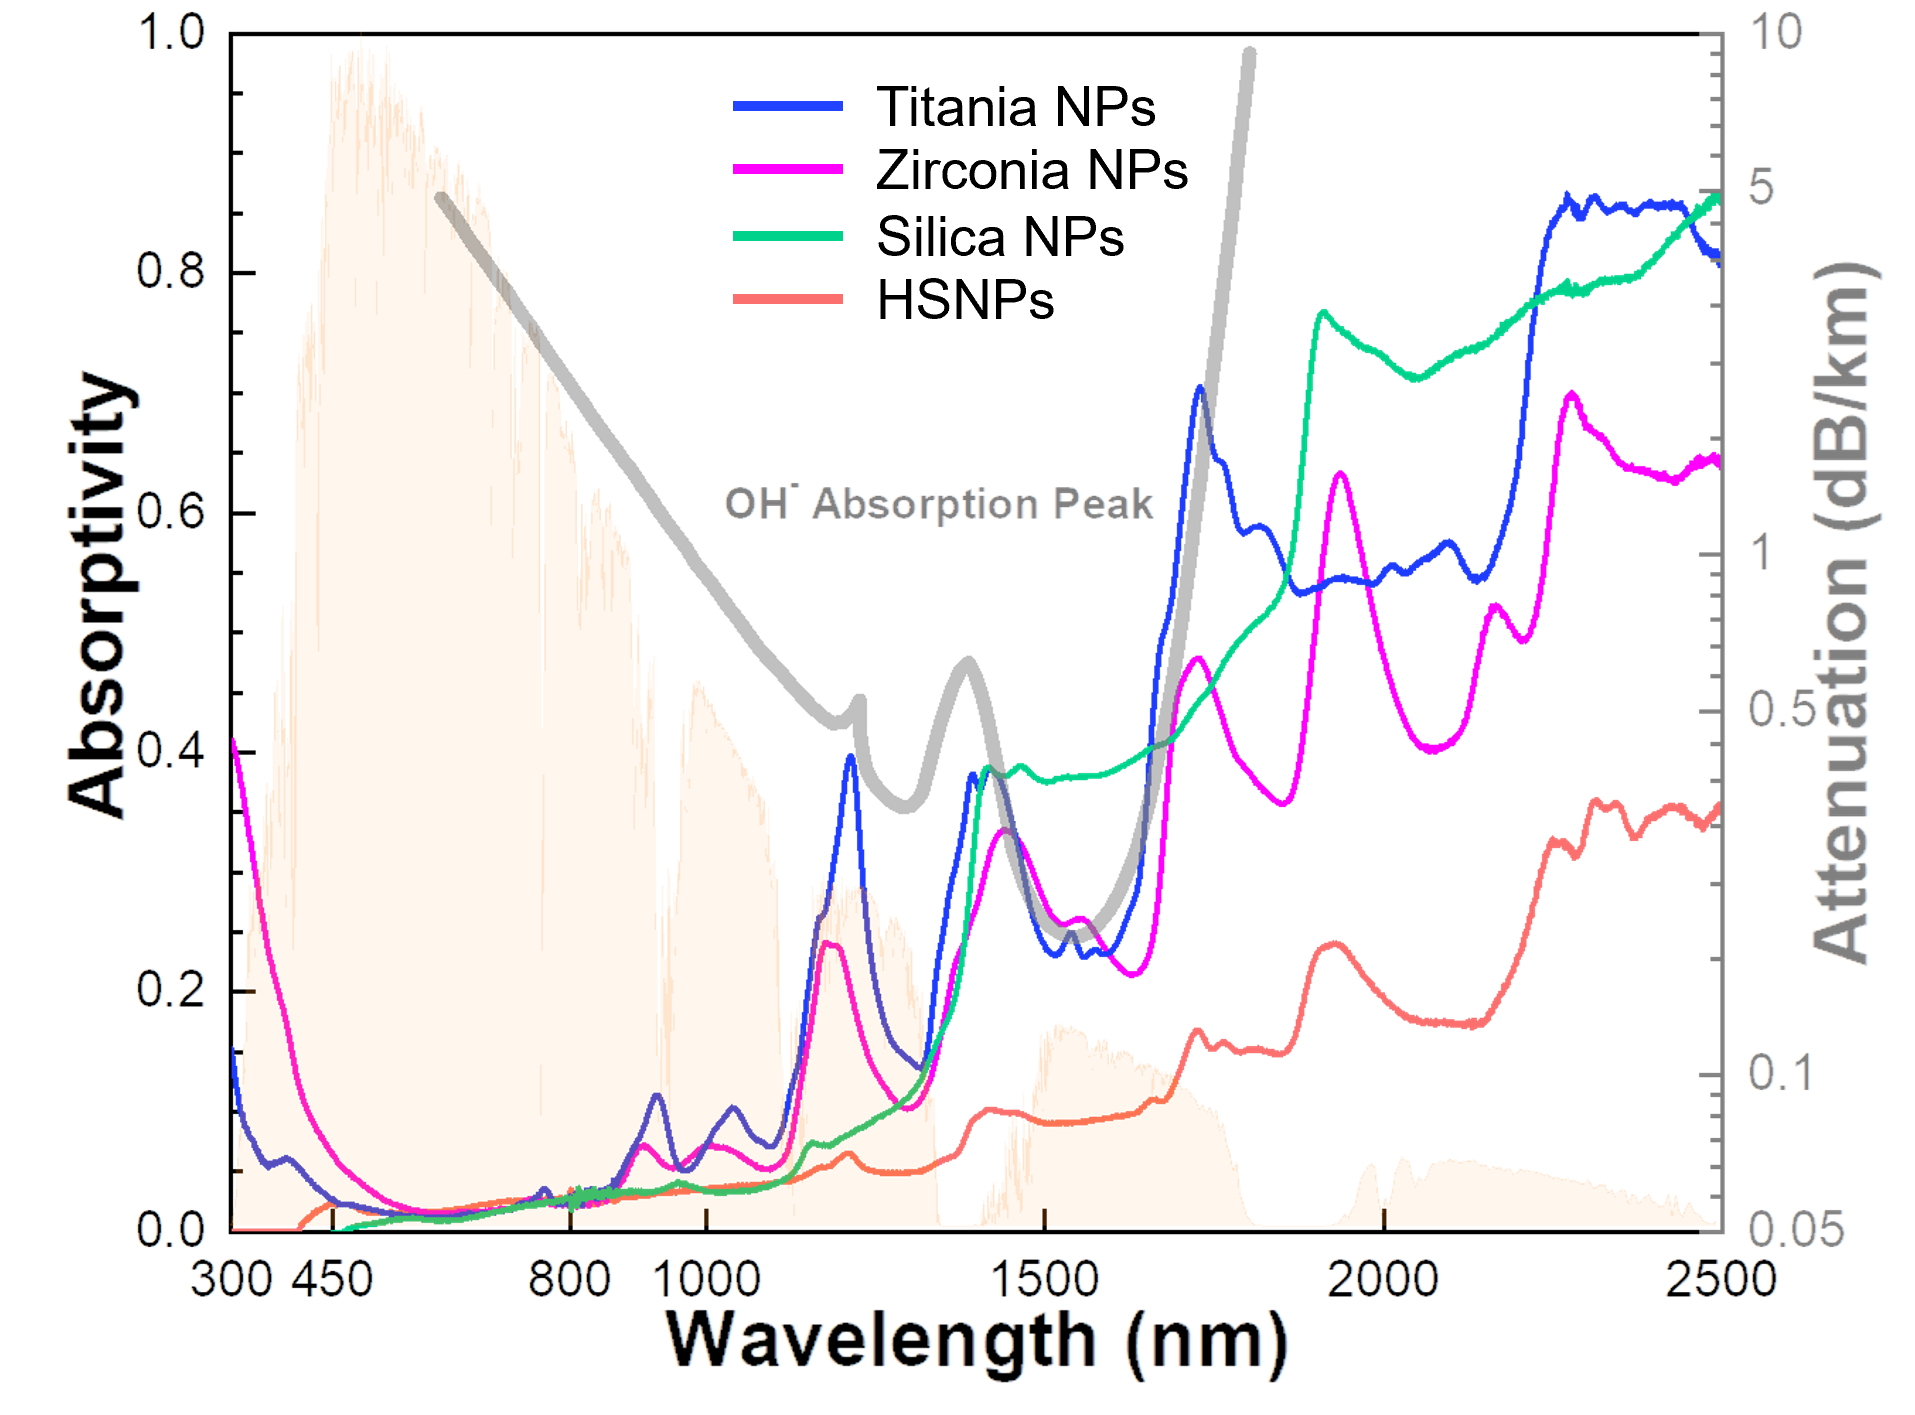 1.0
0.8
0.6
0.4
0.2
0.0
Absorptivity
Titania NPs
Zirconia NPs
Silica NPs
HSNPs
OH- Absorption Peak
10
5
1
0.5
0.1
0.05
Attenuation (dB/km)
300 450 800 1000 1500 2000 2500
Wavelength (nm)